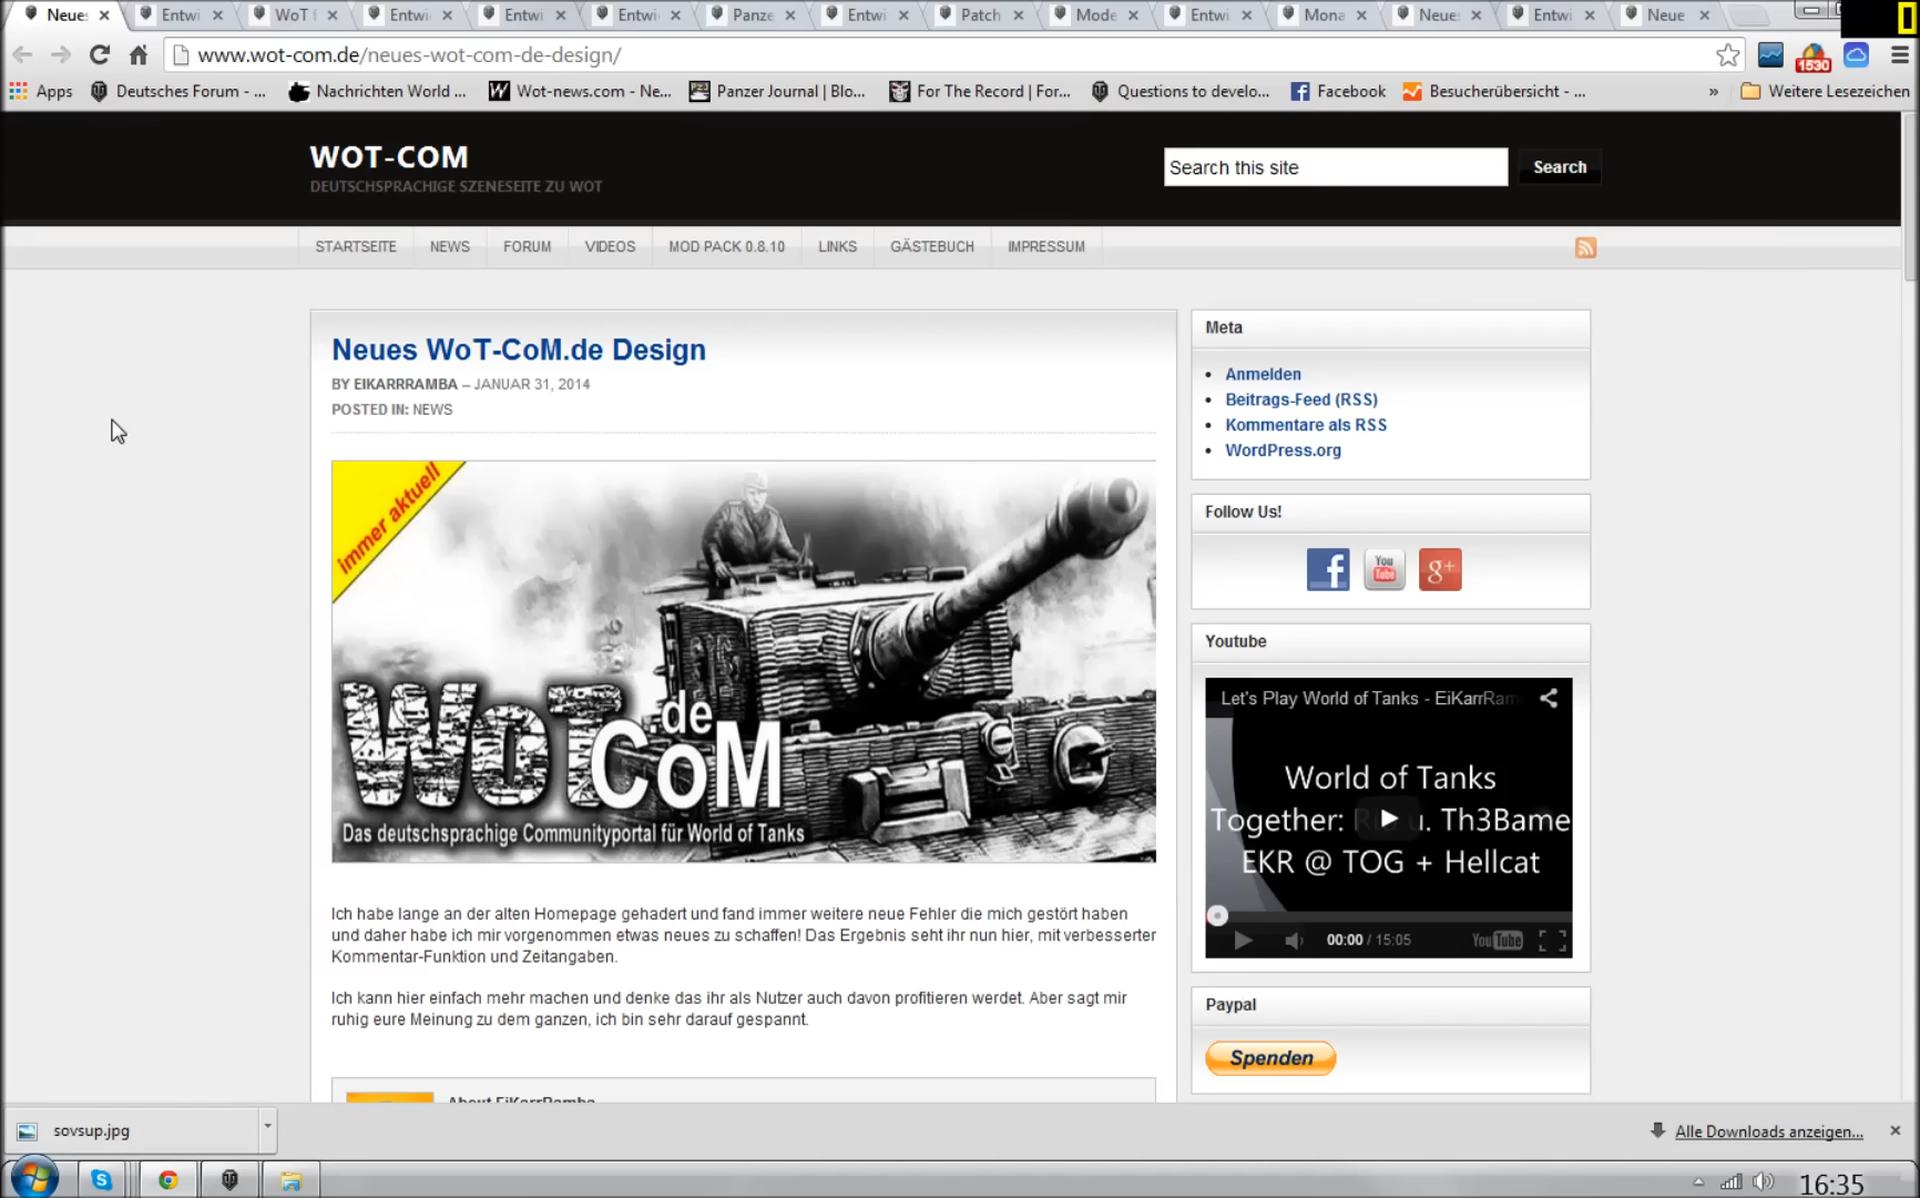 Neues
Entwi
WoT f
Entwi
Entwi
Entwi
Panze
Entwi
Patch
Mode
Entwi
Mona
Neue
Entwi
Neue
www.wot-com.de/neues-wot-com-de-design/
1530
Apps
Deutsches Forum - ...
Nachrichten World ...
Wot-news.com - Ne...
Panzer Journal | Blo...
For The Record | For...
Questions to develo...
Facebook
Besucherübersicht - ...
»
Weitere Lesezeichen
WOT-COM
DEUTSCHSPRACHIGE SZENESEITE ZU WOT
Search this site
Search
STARTSEITE
NEWS
FORUM
VIDEOS
MOD PACK 0.8.10
LINKS
GÄSTEBUCH
IMPRESSUM
Neues WoT-CoM.de Design
BY EIKARRRAMBA – JANUAR 31, 2014
POSTED IN: NEWS
immer aktuell
WoT CoM .de
Das deutschsprachige Communityportal für World of Tanks
Ich habe lange an der alten Homepage gehadert und fand immer weitere neue Fehler die mich gestört haben
und daher habe ich mir vorgenommen etwas neues zu schaffen! Das Ergebnis seht ihr nun hier, mit verbesserter
Kommentar-Funktion und Zeitangaben.
Ich kann hier einfach mehr machen und denke das ihr als Nutzer auch davon profitieren werdet. Aber sagt mir
ruhig eure Meinung zu dem ganzen, ich bin sehr darauf gespannt.
About EiKarrRamba
Meta
Anmelden
Beitrags-Feed (RSS)
Kommentare als RSS
WordPress.org
Follow Us!
f
You Tube
g+
Youtube
Let's Play World of Tanks - EiKarrRam
World of Tanks
Together: u. Th3Bame
EKR @ TOG + Hellcat
00:00 / 15:05
YouTube
Paypal
Spenden
sovsup.jpg
Alle Downloads anzeigen...
16:35